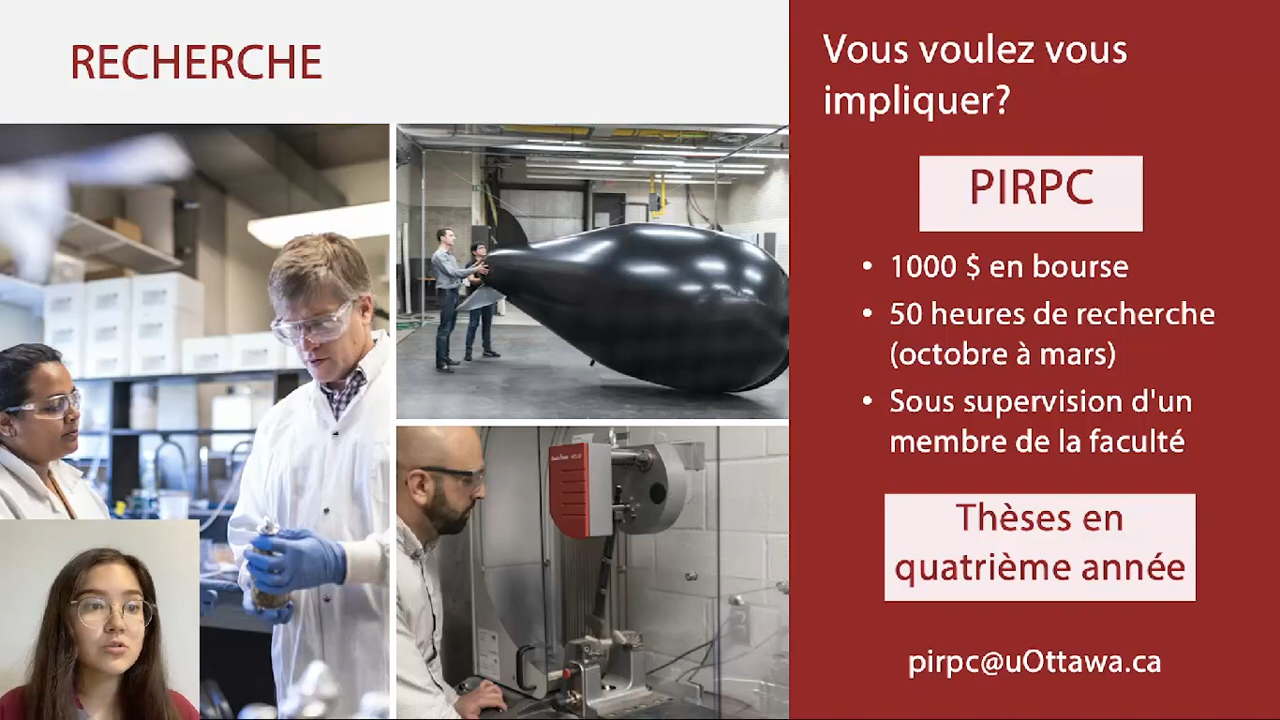 RECHERCHE
Vous voulez vous
impliquer?
PIRPC
• 1000 $ en bourse
• 50 heures de recherche
(octobre à mars)
• Sous supervision d'un
membre de la faculté
Thèses en
quatrième année
pirpc@uOttawa.ca